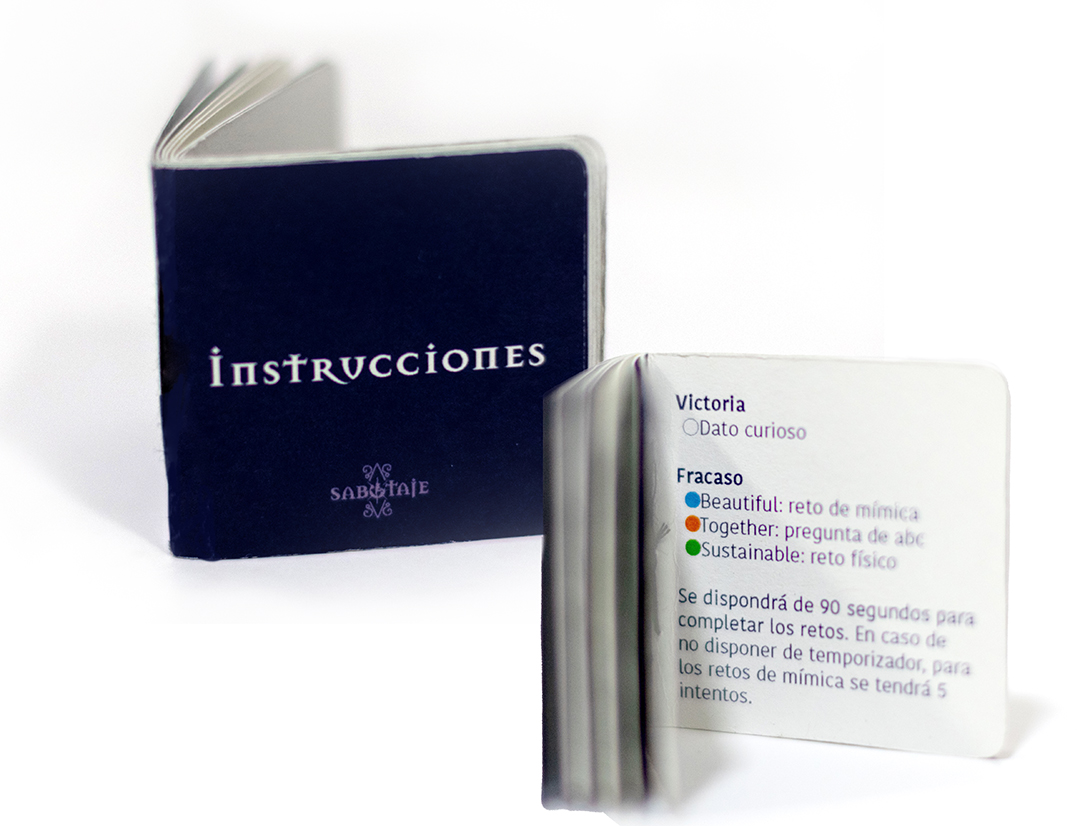 Instrucciones
SABOTAJE
Victoria
Dato curioso
Fracaso
Beautiful: reto de mímica
Together: pregunta de abc
Sustainable: reto físico
Se dispondrá de 90 segundos para
completar los retos. En caso de
no disponer de temporizador, para
los retos de mímica se tendrá 5
intentos.